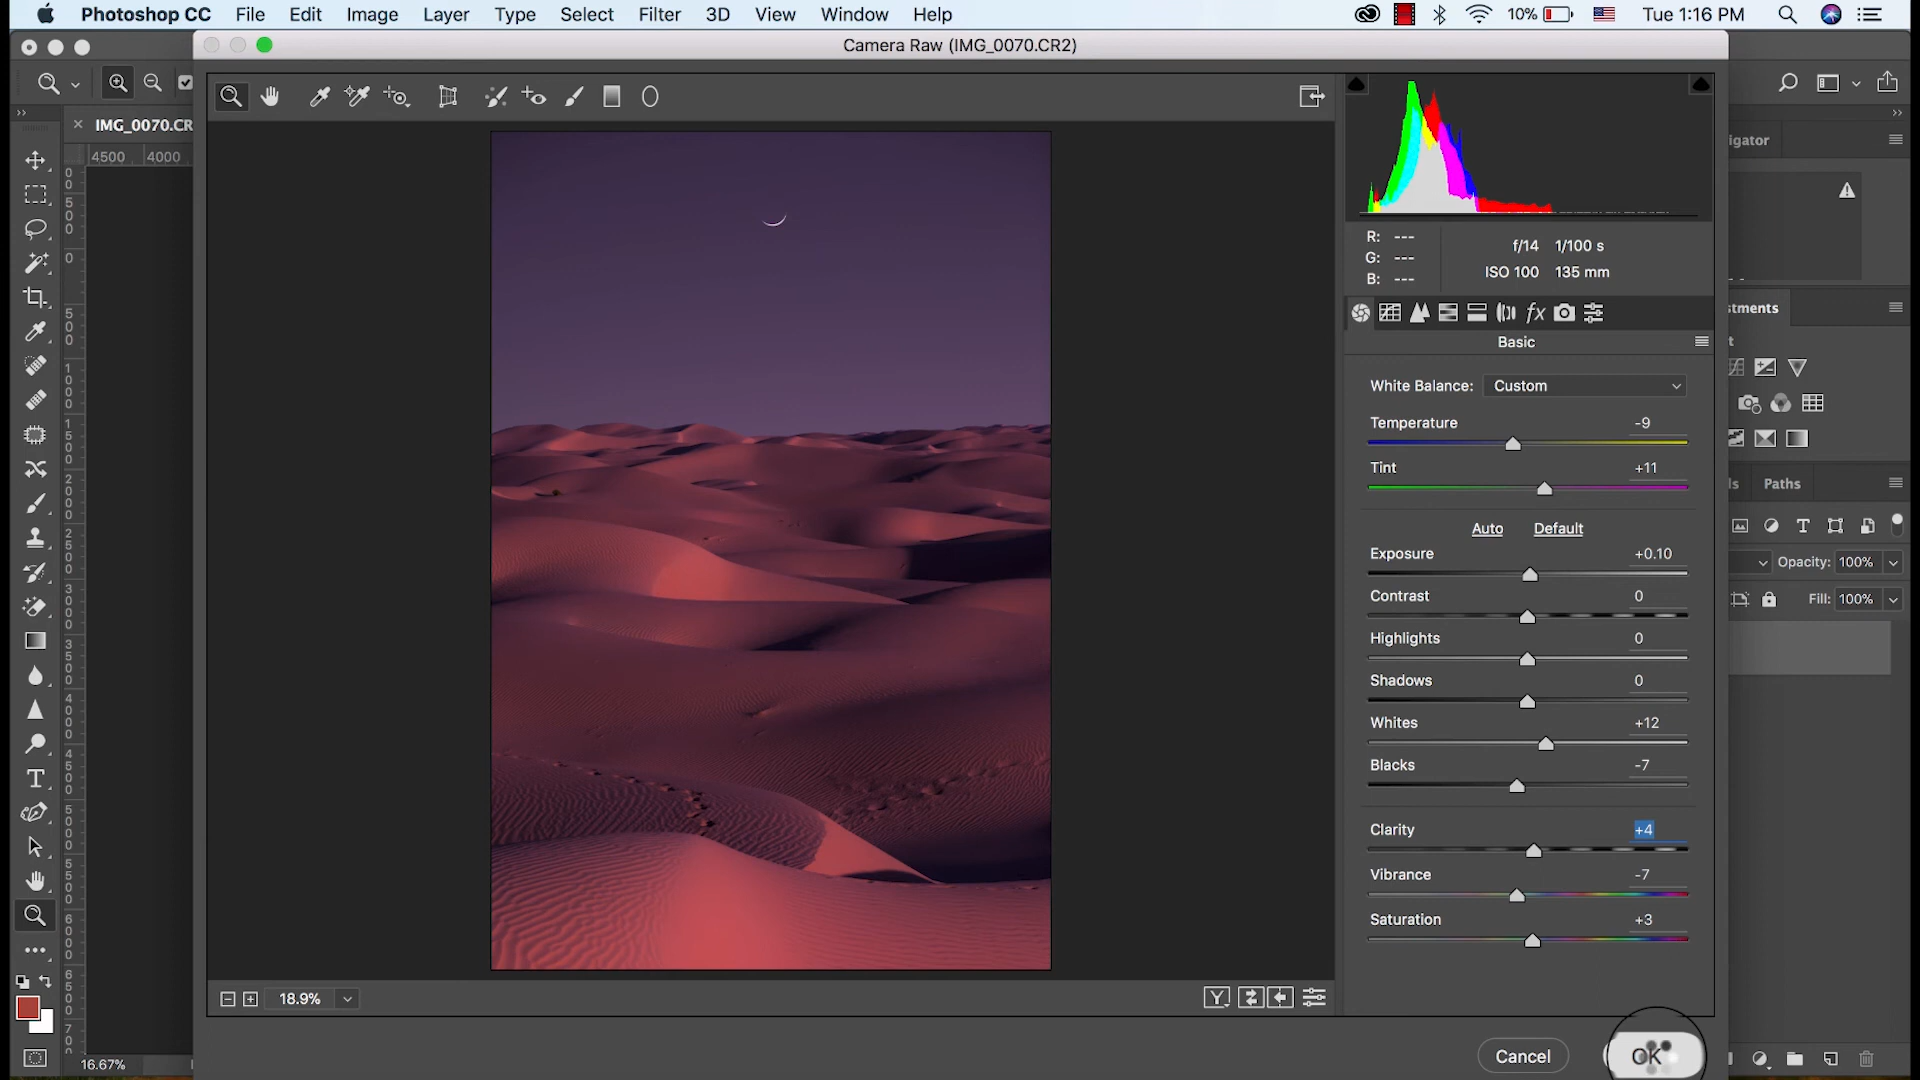 Photoshop CC File Edit Image Layer Type Select Filter 3D View Window Help 10% Tue 1:16 PM
Camera Raw (IMG_0070.CR2)
IMG_0070.CR
igator
4500 4000
R: ---
G: ---
B: ---
f/14 1/100 s
ISO 100 135 mm
stments
Basic
White Balance: Custom
Temperature -9
Tint +11
ls Paths
Auto Default
Exposure +0.10
Opacity: 100%
Contrast 0
Fill: 100%
Highlights 0
Shadows 0
Whites +12
Blacks -7
Clarity +4
Vibrance -7
Saturation +3
18.9%
16.67%
Cancel OK